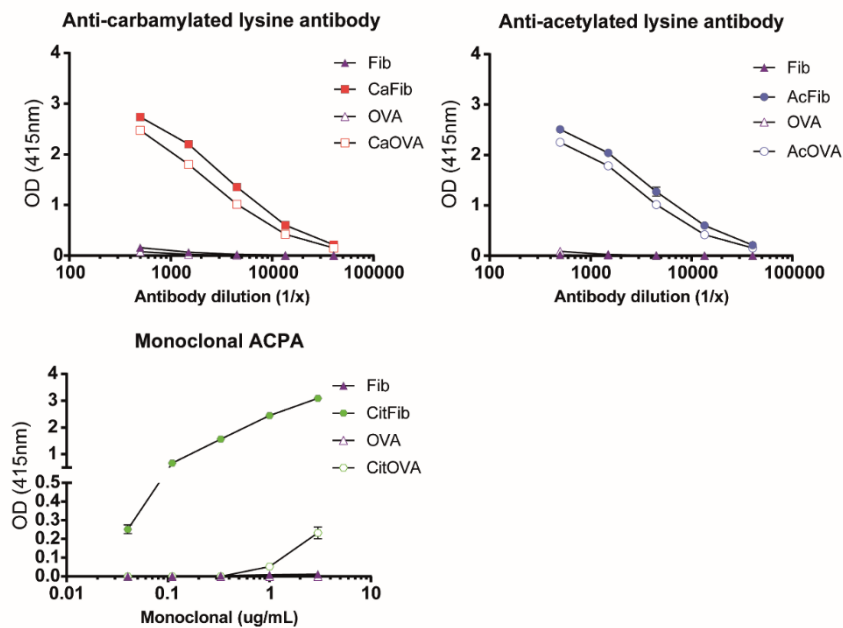 Anti-carbamylated lysine antibody
4
3
2
1
0
OD (415nm)
100
1000
10000
100000
Antibody dilution (1/x)
Fib
CaFib
OVA
CaOVA
Anti-acetylated lysine antibody
4
3
2
1
0
OD (415nm)
100
1000
10000
100000
Antibody dilution (1/x)
Fib
AcFib
OVA
AcOVA
Monoclonal ACPA
4
3
2
1
0.5
0.4
0.3
0.2
0.1
0.0
OD (415nm)
0.01
0.1
1
10
Monoclonal (ug/mL)
Fib
CitFib
OVA
CitOVA